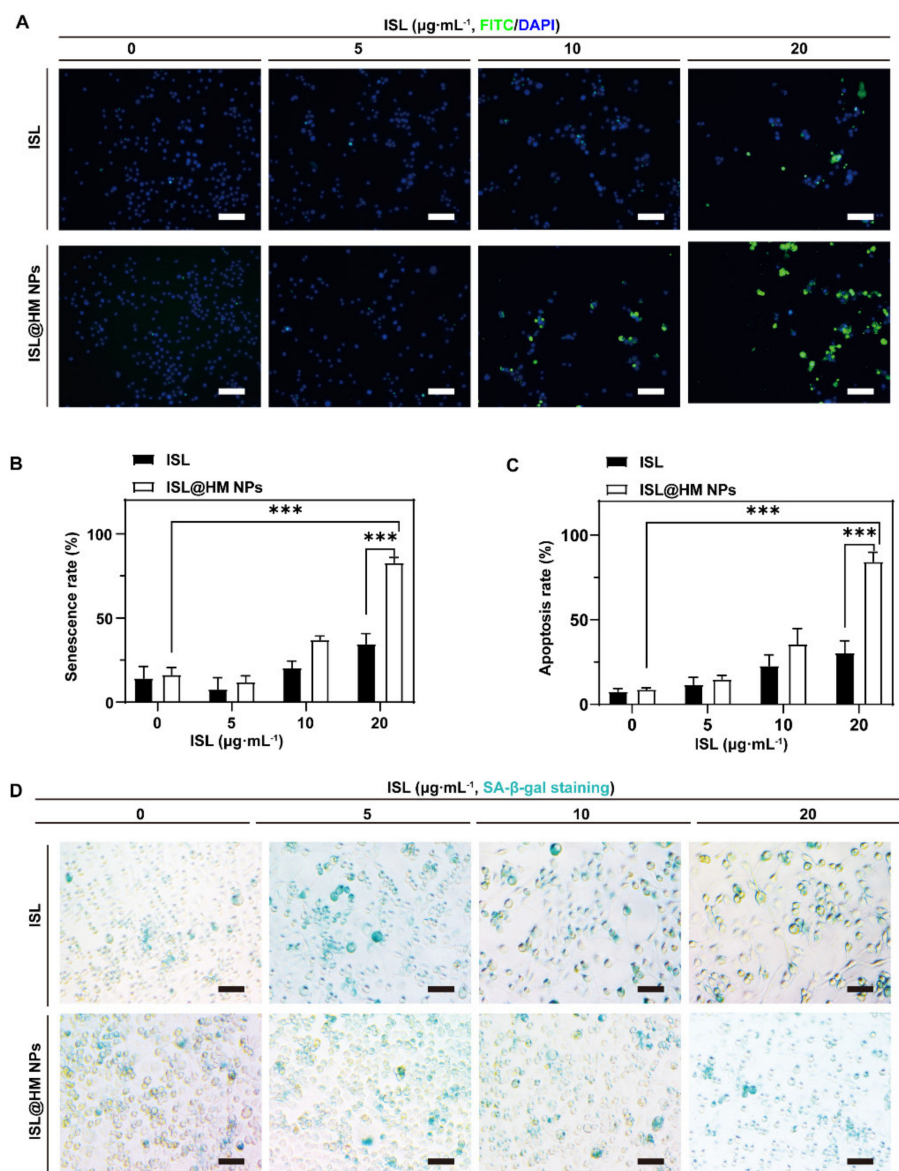 A
ISL (µg·mL⁻¹, FITC/DAPI)
0 5 10 20
ISL
ISL@HM NPs
B
ISL
ISL@HM NPs
Senescence rate (%)
100
50
0
***
***
0 5 10 20
ISL (µg·mL⁻¹)
C
ISL
ISL@HM NPs
Apoptosis rate (%)
100
50
0
***
***
0 5 10 20
ISL (µg·mL⁻¹)
D
ISL (µg·mL⁻¹, SA-β-gal staining)
0 5 10 20
ISL
ISL@HM NPs